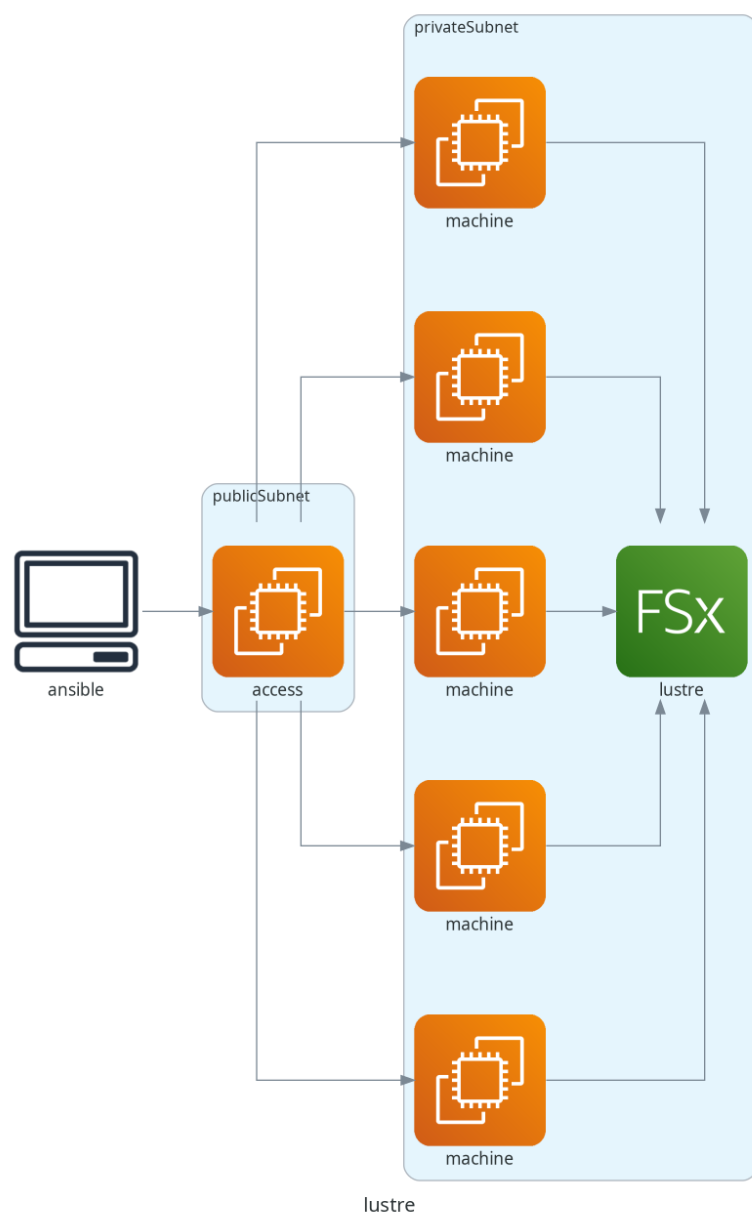 privateSubnet
machine
machine
publicSubnet
ansible
access
machine
FSx
lustre
machine
machine
lustre